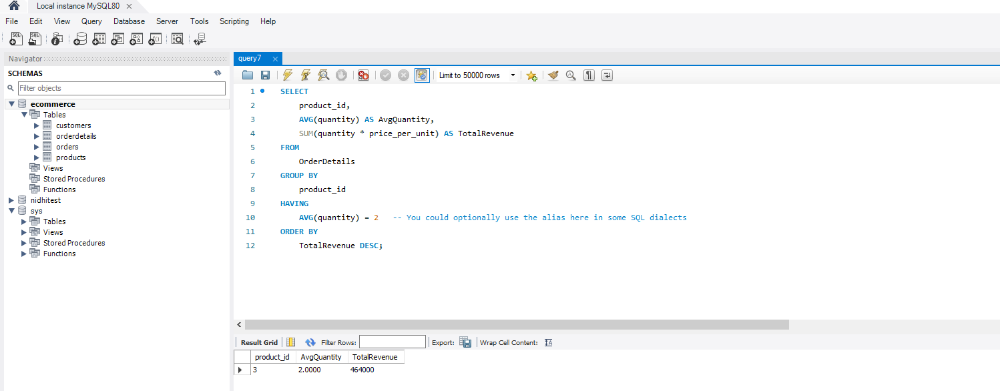 Local instance MySQL80
File Edit View Query Database Server Tools Scripting Help
Navigator
SCHEMAS
Filter objects
ecommerce
Tables
customers
orderdetails
orders
products
Views
Stored Procedures
Functions
nidhitest
sys
Tables
Views
Stored Procedures
Functions
query7
Limit to 50000 rows
1 SELECT
2 product_id,
3 AVG(quantity) AS AvgQuantity,
4 SUM(quantity * price_per_unit) AS TotalRevenue
5 FROM
6 OrderDetails
7 GROUP BY
8 product_id
9 HAVING
10 AVG(quantity) = 2 -- You could optionally use the alias here in some SQL dialects
11 ORDER BY
12 TotalRevenue DESC;
Result Grid Filter Rows: Export: Wrap Cell Content:
product_id AvgQuantity TotalRevenue
3 2.0000 464000